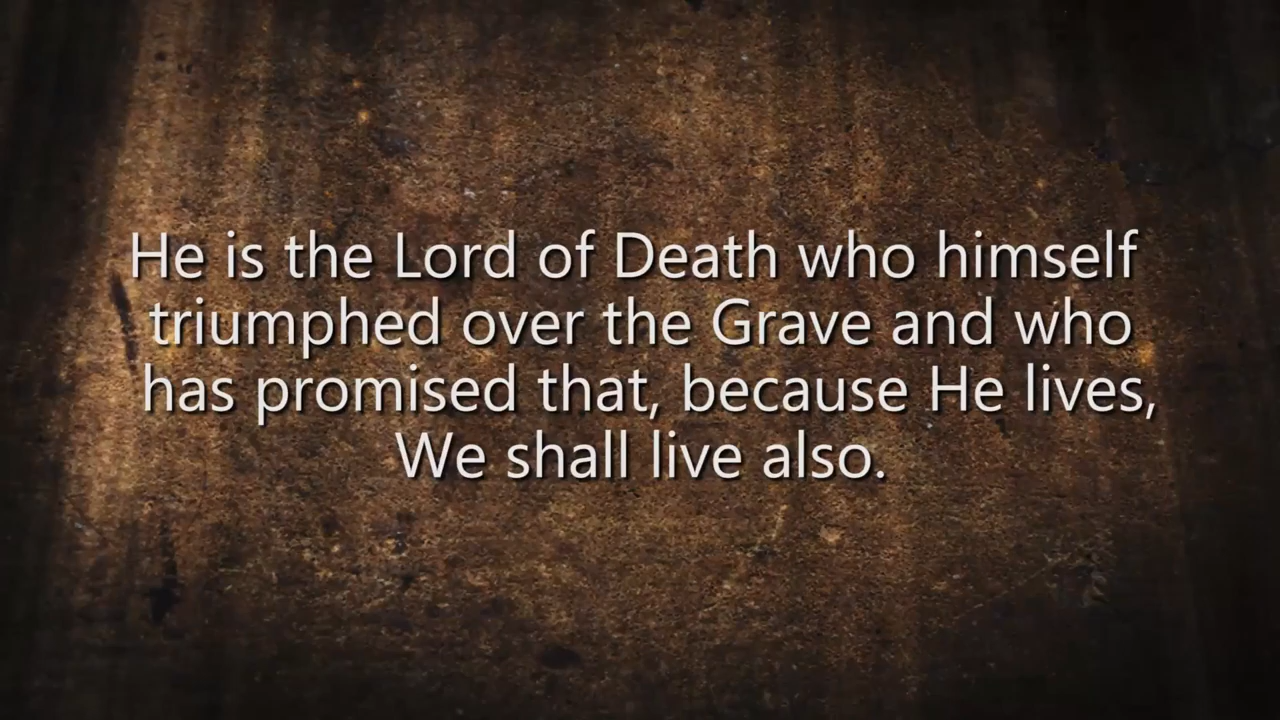 He is the Lord of Death who himself
triumphed over the Grave and who
has promised that, because He lives,
We shall live also.